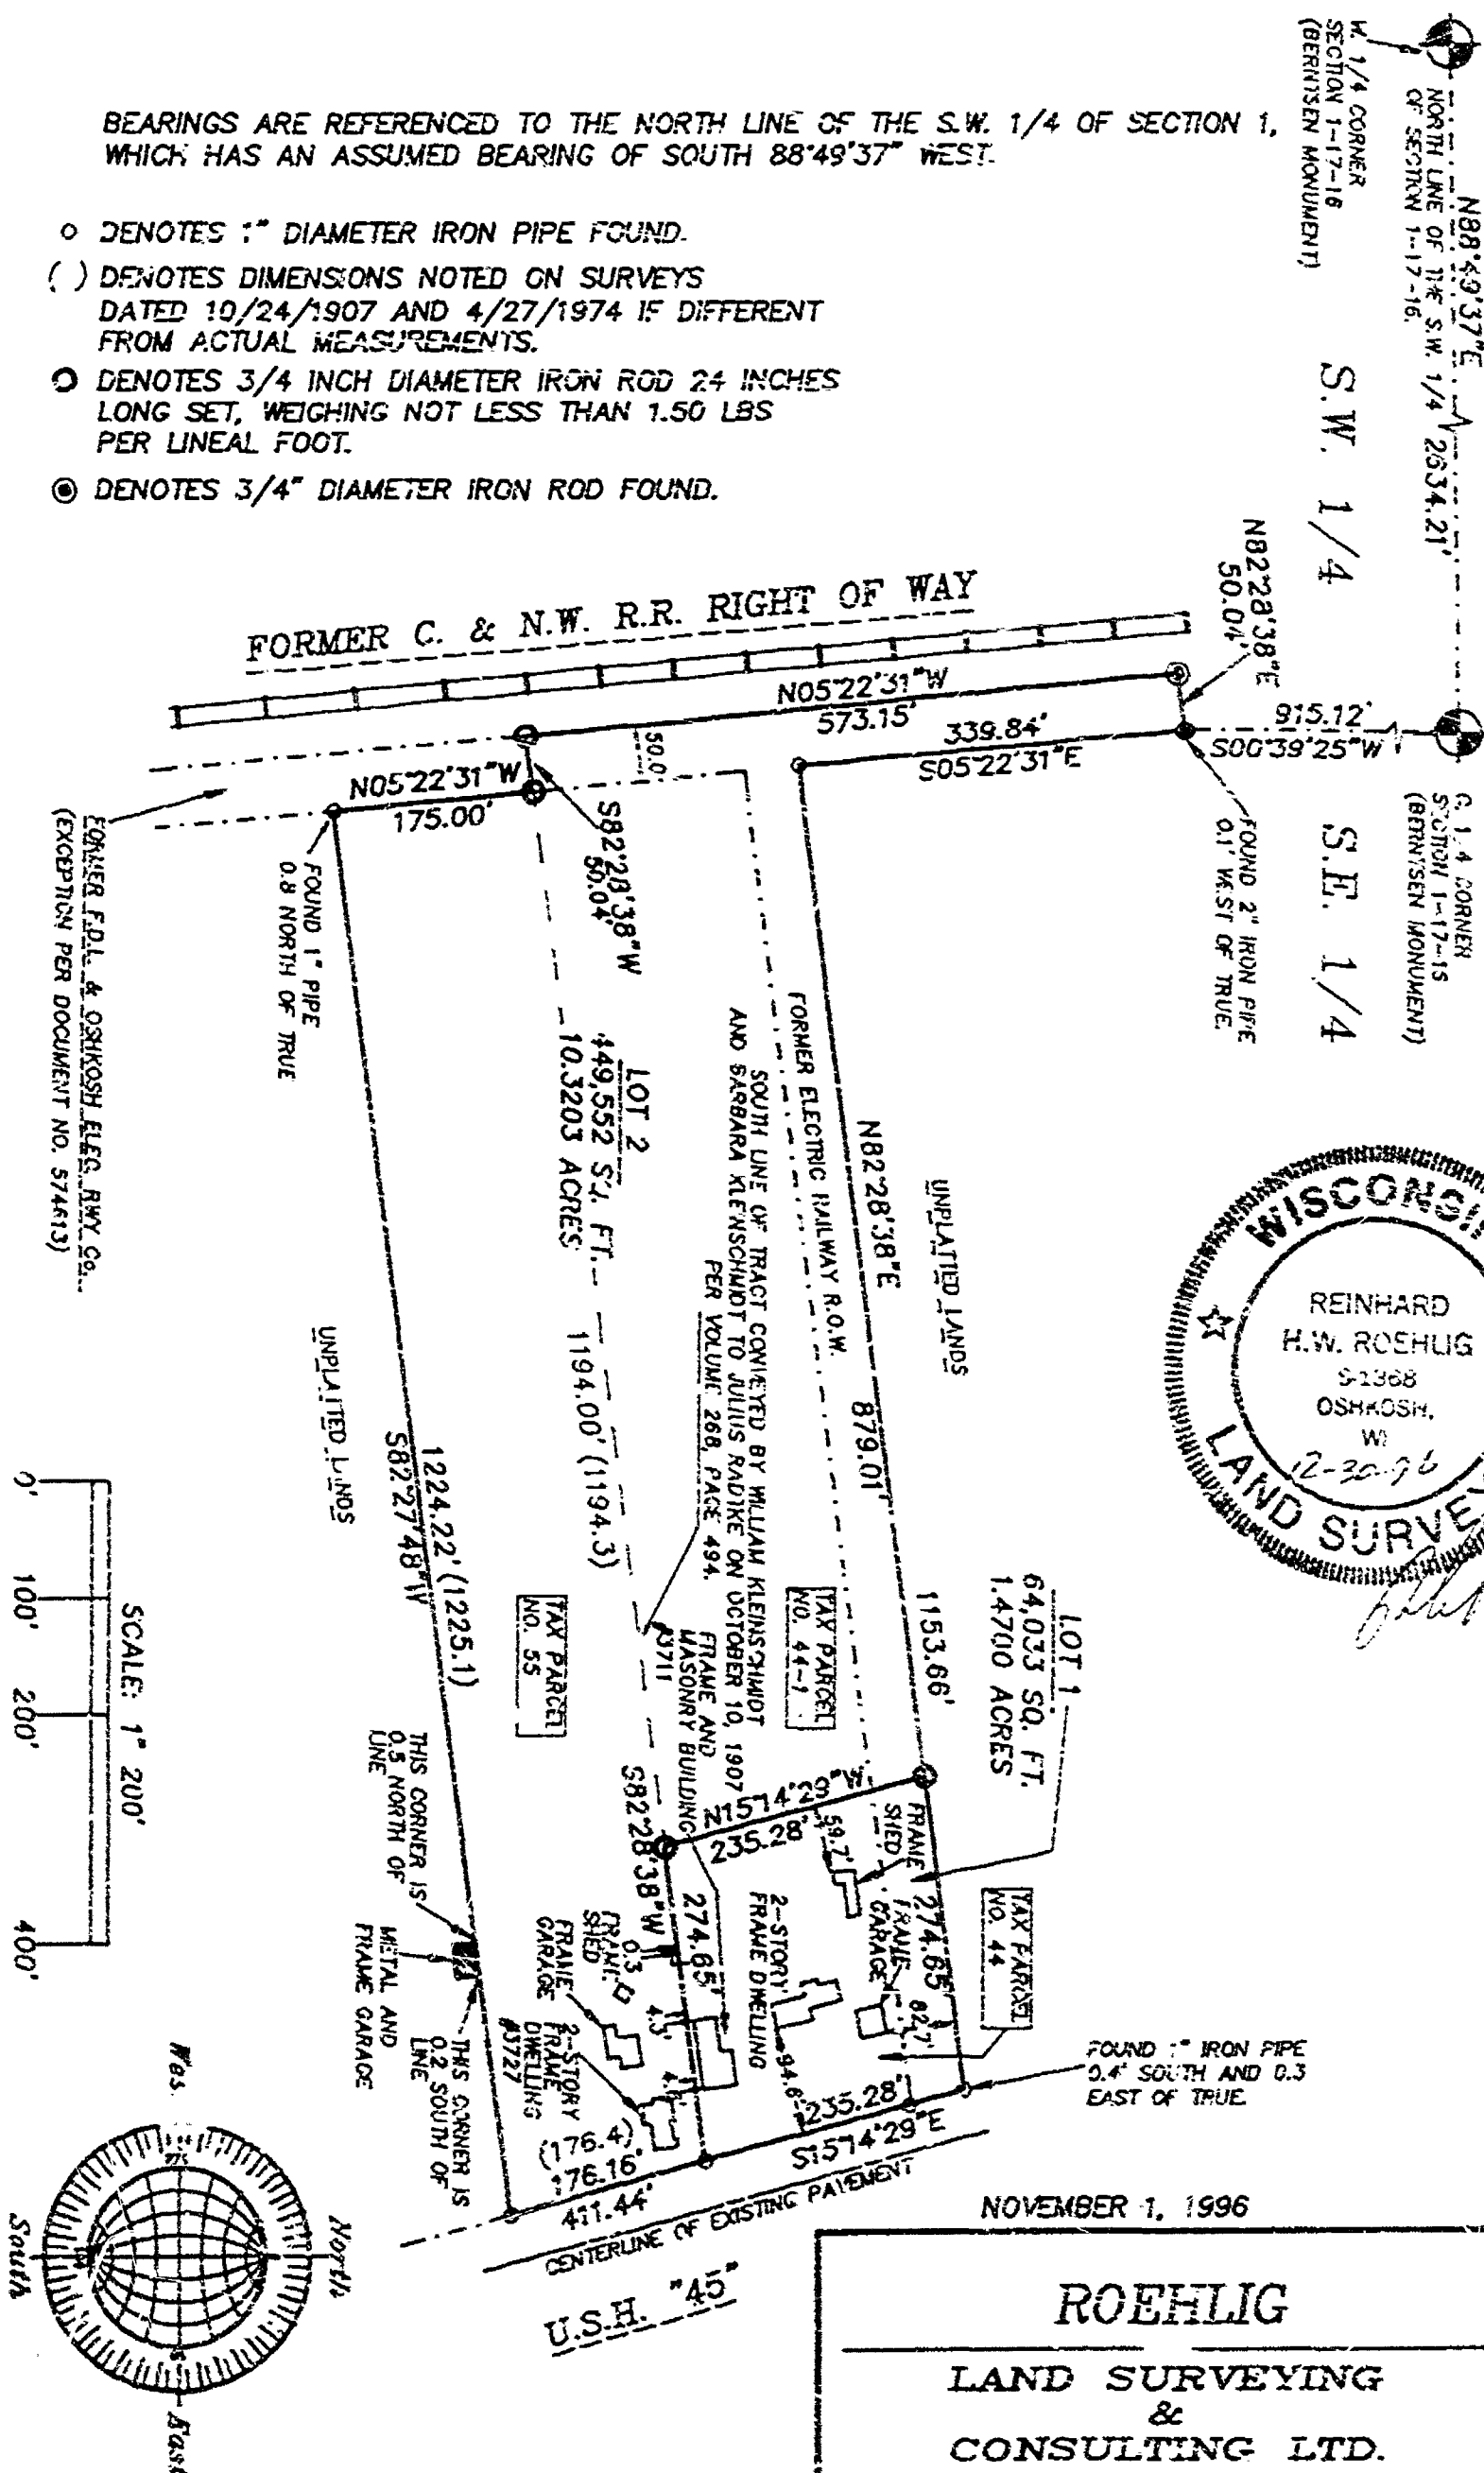 BEARINGS ARE REFERENCED TO THE NORTH LINE OF THE S.W. 1/4 OF SECTION 1,
WHICH HAS AN ASSUMED BEARING OF SOUTH 88°49'37" WEST.
DENOTES 1" DIAMETER IRON PIPE FOUND.
( ) DENOTES DIMENSIONS NOTED ON SURVEYS
DATED 10/24/1907 AND 4/27/1974 IF DIFFERENT
FROM ACTUAL MEASUREMENTS.
DENOTES 3/4 INCH DIAMETER IRON ROD 24 INCHES
LONG SET, WEIGHING NOT LESS THAN 1.50 LBS
PER LINEAL FOOT.
DENOTES 3/4" DIAMETER IRON ROD FOUND.
W. 1/4 CORNER
SECTION 1-17-16
(BERNTSEN MONUMENT)
N88°49'37"E
NORTH LINE OF THE S.W. 1/4 2634.21'
OF SECTION 1-17-16.
S.W. 1/4
S.E. 1/4
1/4 CORNER
SECTION 1-17-16
(BERNTSEN MONUMENT)
915.12'
S00°39'25"W
FOUND 2" IRON PIPE
0.1' WEST OF TRUE.
N82°28'38"E
50.04'
FORMER C. & N.W. R.R. RIGHT OF WAY
N05°22'31"W
573.15'
339.84'
S05°22'31"E
50.0'
N05°22'31"W
175.00'
S82°28'38"W
50.04'
FORMER F.D.L. & OSHKOSH ELEC. RWY Co.
(EXCEPTION PER DOCUMENT NO. 574613)
FOUND 1" PIPE
0.8 NORTH OF TRUE
LOT 2
449,552 SQ. FT.
10.3203 ACRES
1194.00' (1194.3)
SOUTH LINE OF TRACT CONVEYED BY WILLIAM KLEINSCHMIDT
AND BARBARA KLEINSCHMIDT TO JULIUS RADTKE ON OCTOBER 10, 1907
PER VOLUME 268, PAGE 494.
FORMER ELECTRIC RAILWAY R.O.W.
N82°28'38"E
879.01'
1153.66'
UNPLATTED LANDS
UNPLATTED LANDS
1224.22' (1225.1)
S82°27'48"W
WISCONSIN
REINHARD
H.W. ROEHLIG
S-1368
OSHKOSH,
WI
12-30-96
LAND SURVE
LOT 1
64,033 SQ. FT.
1.4700 ACRES
TAX PARCEL
NO. 44-1
TAX PARCEL
NO. 55
TAX PARCEL
NO. 44
#3711
FRAME AND
MASONRY BUILDING
N15°14'29"W
235.28'
59.7'
FRAME
SHED
FRAME
GARAGE
274.65'
82.7'
2-STORY
FRAME DWELLING
94.6'
S82°28'38"W
274.65'
0.3
4.3'
FRAME
SHED
FRAME
GARAGE
2-STORY
FRAME
DWELLING
#3727
235.28'
S15°14'29"E
(176.4)
176.16'
411.44'
CENTERLINE OF EXISTING PAVEMENT
U.S.H. "45"
FOUND 1" IRON PIPE
0.4' SOUTH AND 0.3
EAST OF TRUE
THIS CORNER IS
0.5 NORTH OF
LINE
METAL AND
FRAME GARAGE
THIS CORNER IS
0.2 SOUTH OF
LINE
SCALE: 1" 200'
0' 100' 200' 400'
North
South
East
Wes
NOVEMBER 1, 1996
ROEHLIG
LAND SURVEYING
&
CONSULTING LTD.